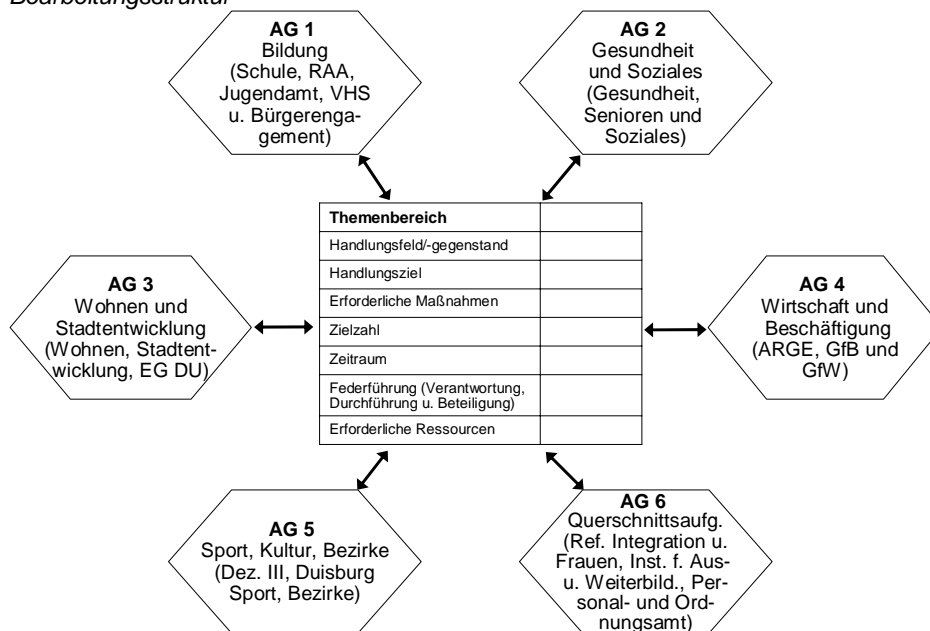 Bearbeitungsstruktur
AG 1
Bildung
(Schule, RAA,
Jugendamt, VHS
u. Bürgerenga-
gement)
AG 2
Gesundheit
und Soziales
(Gesundheit,
Senioren und
Soziales)
Themenbereich
Handlungsfeld/-gegenstand
Handlungsziel
Erforderliche Maßnahmen
Zielzahl
Zeitraum
Federführung (Verantwortung,
Durchführung u. Beteiligung)
Erforderliche Ressourcen
AG 3
Wohnen und
Stadtentwicklung
(Wohnen, Stadtent-
wicklung, EG DU)
AG 4
Wirtschaft und
Beschäftigung
(ARGE, GfB und
GfW)
AG 5
Sport, Kultur, Bezirke
(Dez. III, Duisburg
Sport, Bezirke)
AG 6
Querschnittsaufg.
(Ref. Integration u.
Frauen, Inst. f. Aus-
u. Weiterbild., Per-
sonal- und Ord-
nungsamt)